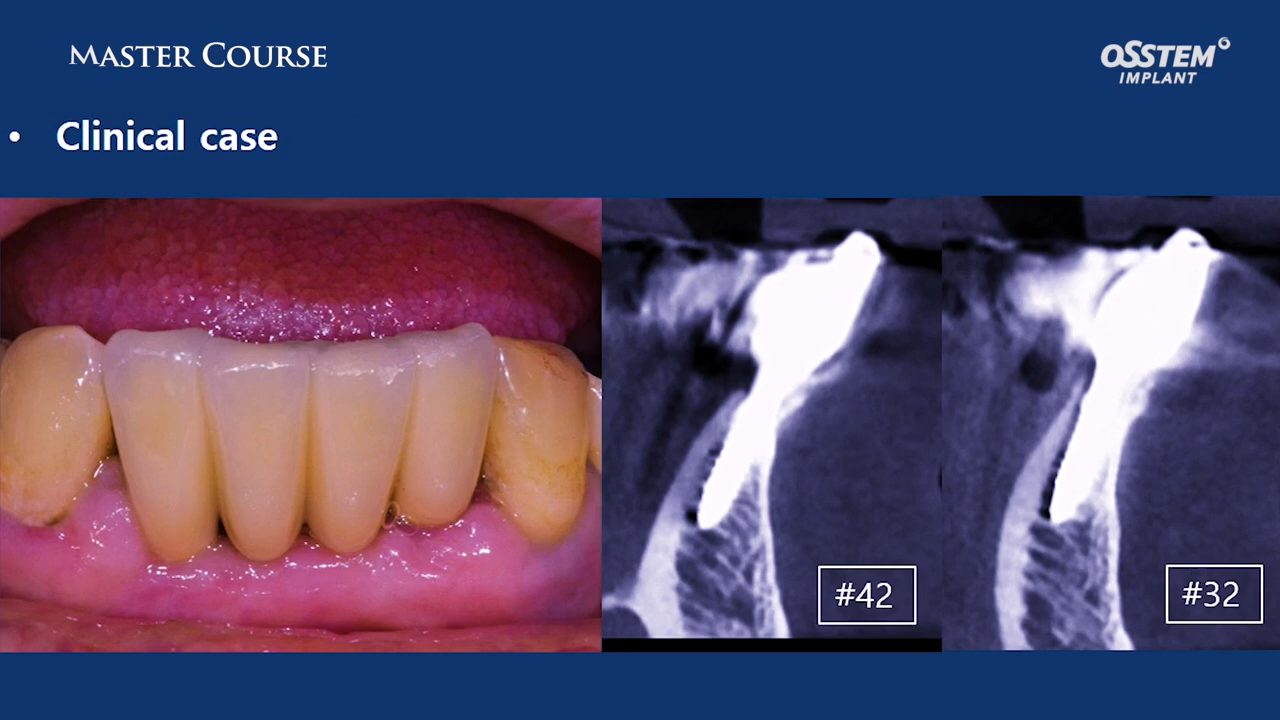 MASTER COURSE
OSSTEM
IMPLANT
• Clinical case
#42
#32